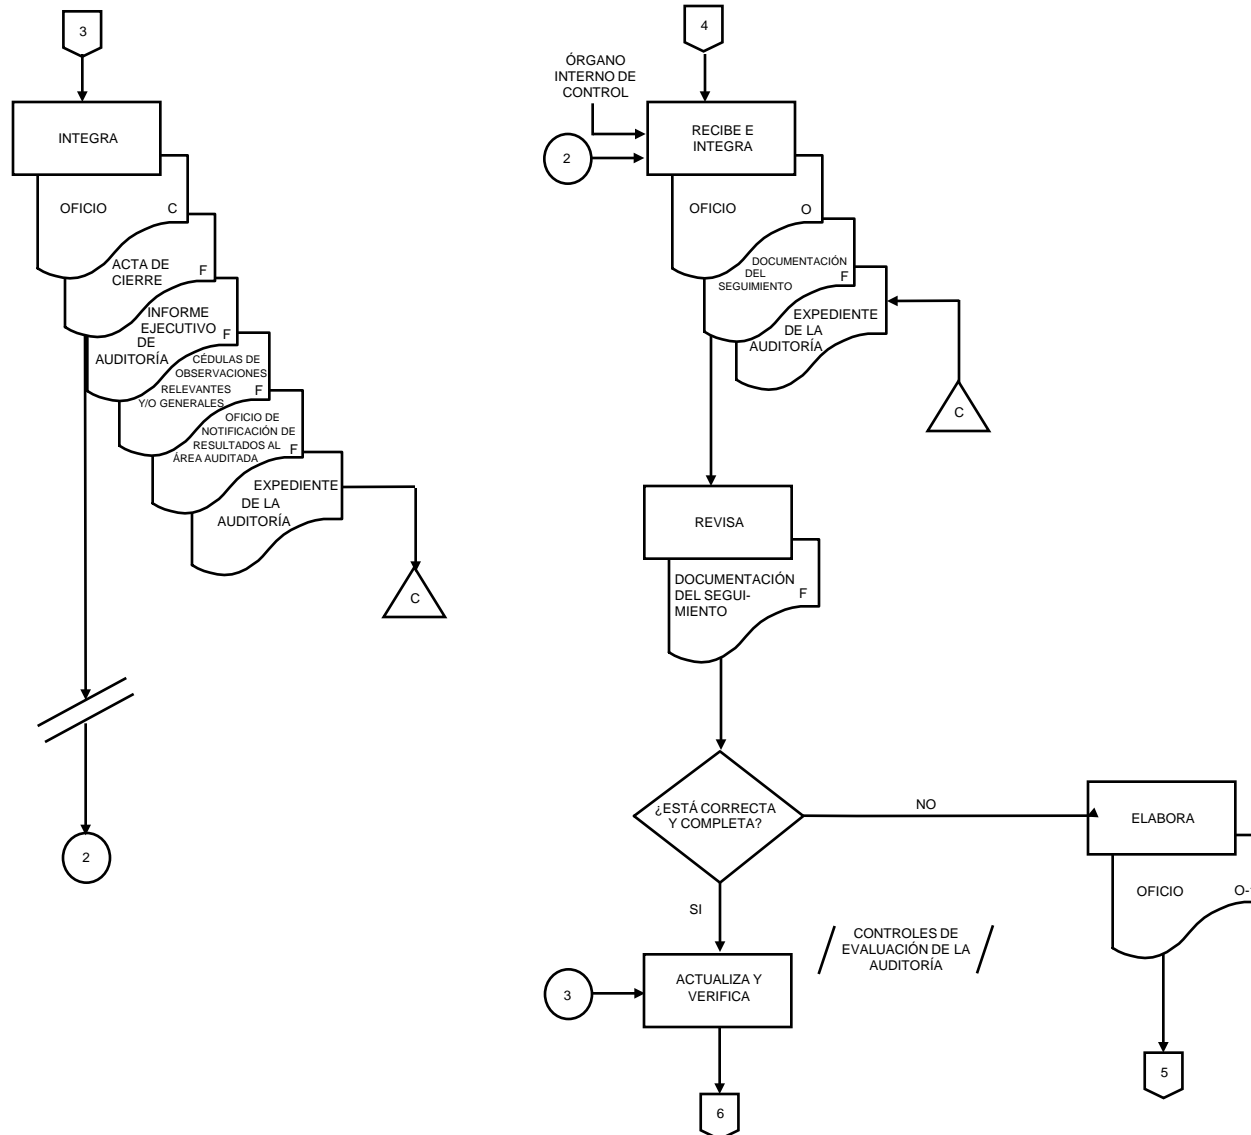 3
INTEGRA
OFICIO
C
ACTA DE
CIERRE
F
INFORME
EJECUTIVO
DE
AUDITORÍA
F
CÉDULAS DE
OBSERVACIONES
RELEVANTES
Y/O GENERALES
F
OFICIO DE
NOTIFICACIÓN DE
RESULTADOS AL
ÁREA AUDITADA
F
EXPEDIENTE
DE LA
AUDITORÍA
C
2
4
ÓRGANO
INTERNO DE
CONTROL
2
RECIBE E
INTEGRA
OFICIO
O
DOCUMENTACIÓN
DEL
SEGUIMIENTO
F
EXPEDIENTE
DE LA
AUDITORÍA
C
REVISA
DOCUMENTACIÓN
DEL SEGUI-
MIENTO
F
¿ESTÁ CORRECTA
Y COMPLETA?
NO
ELABORA
OFICIO
O-
5
SI
CONTROLES DE
EVALUACIÓN DE LA
AUDITORÍA
3
ACTUALIZA Y
VERIFICA
6